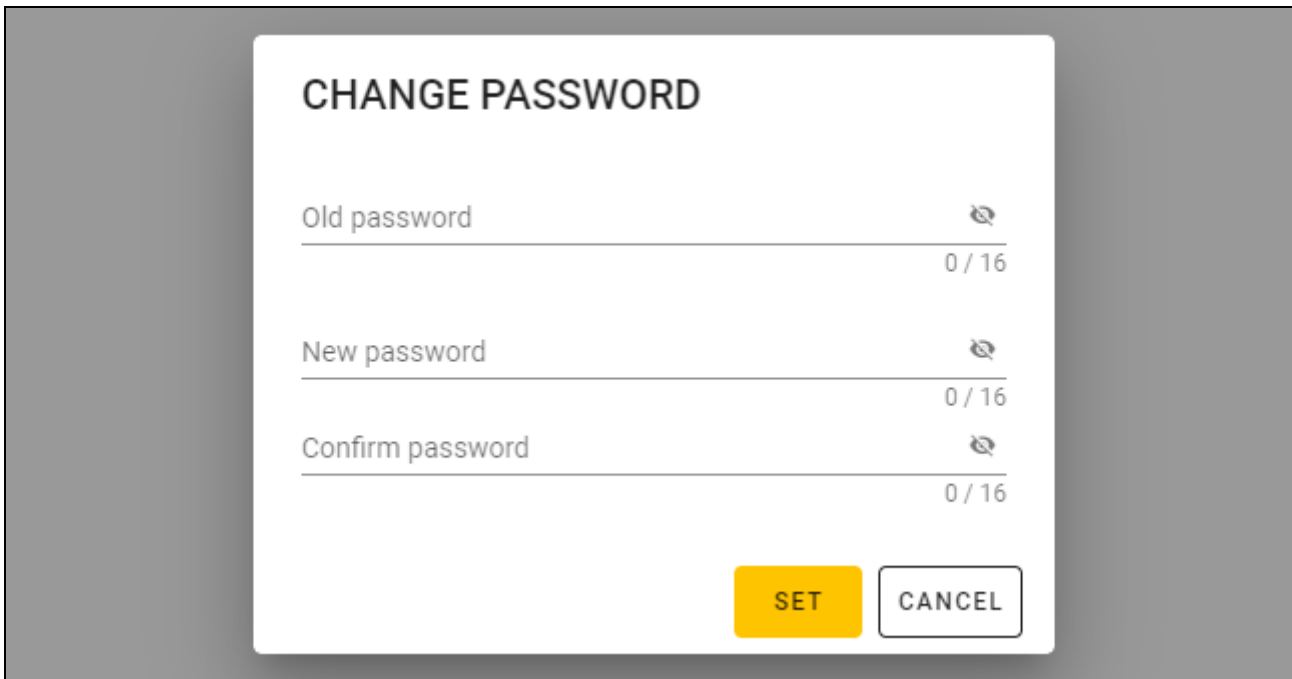 CHANGE PASSWORD
Old password
0 / 16
New password
0 / 16
Confirm password
0 / 16
SET CANCEL